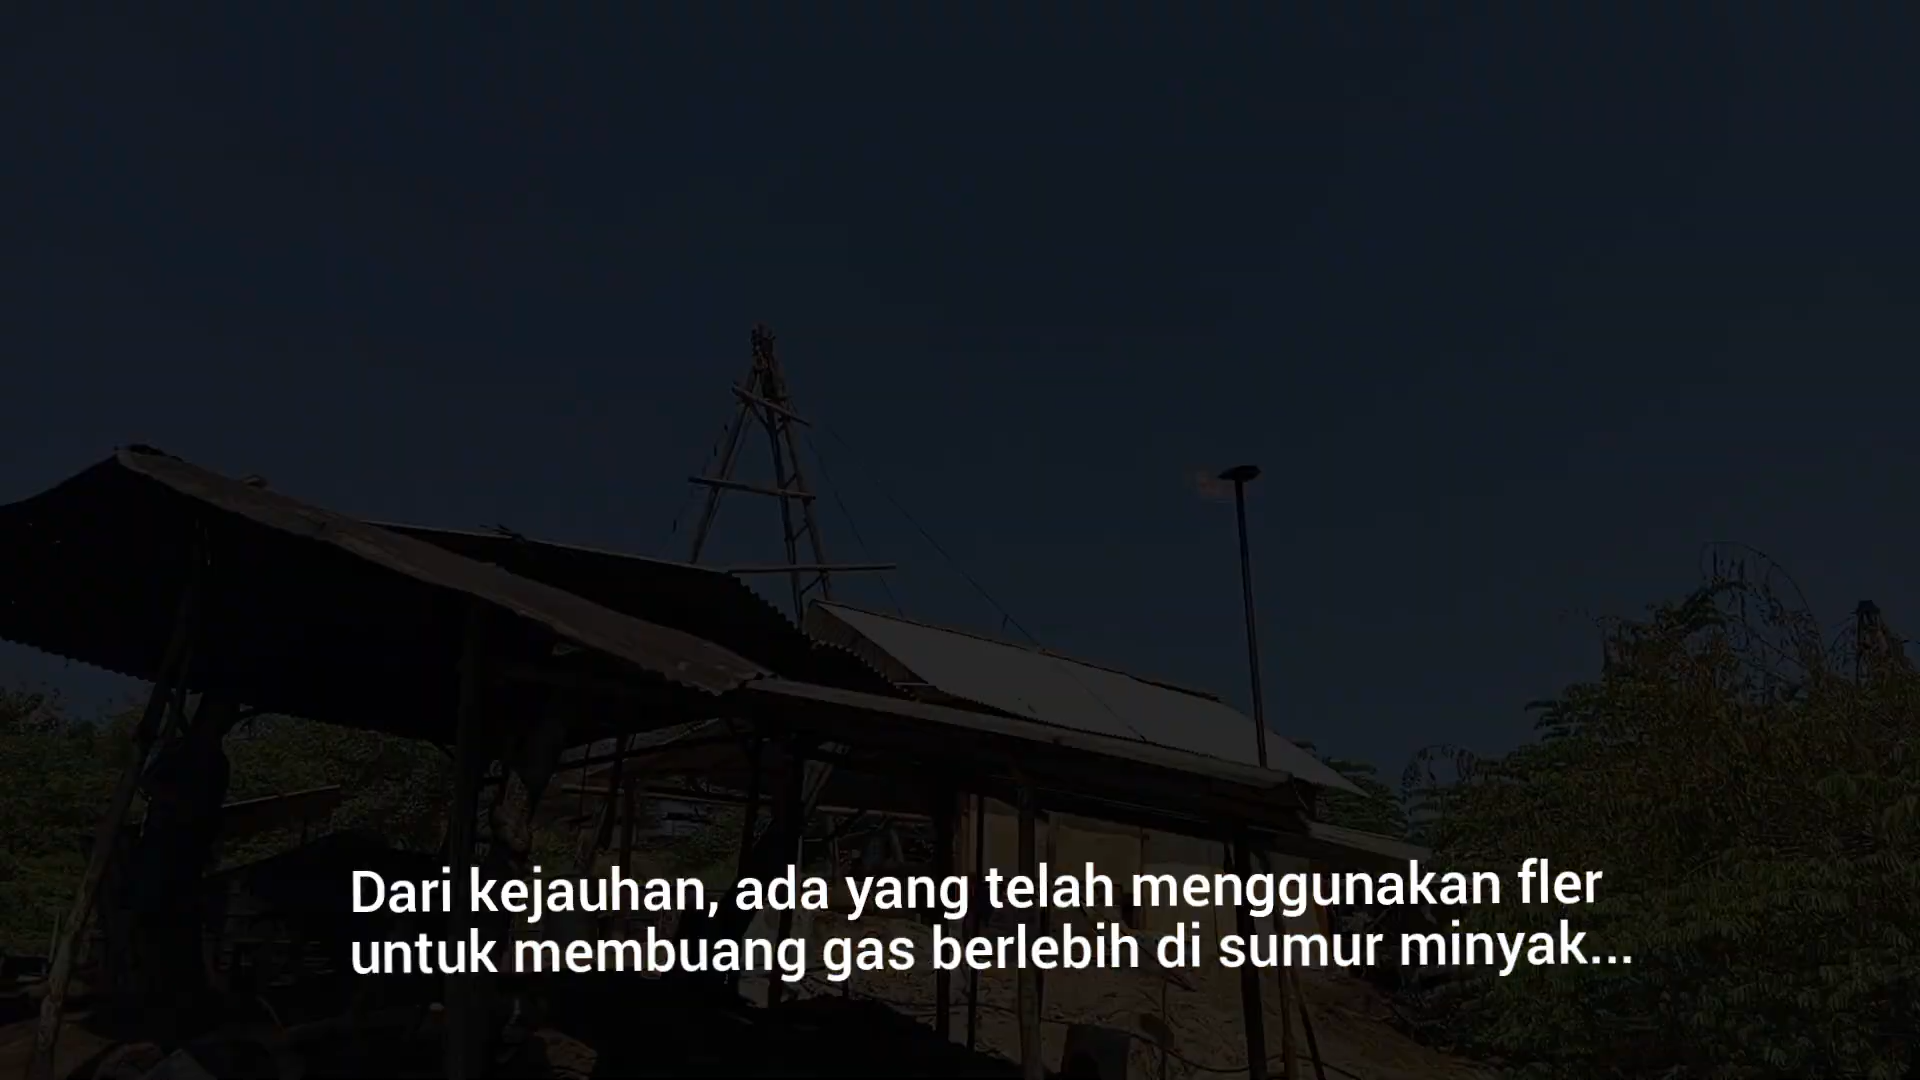 Dari kejauhan, ada yang telah menggunakan fler
untuk membuang gas berlebih di sumur minyak...